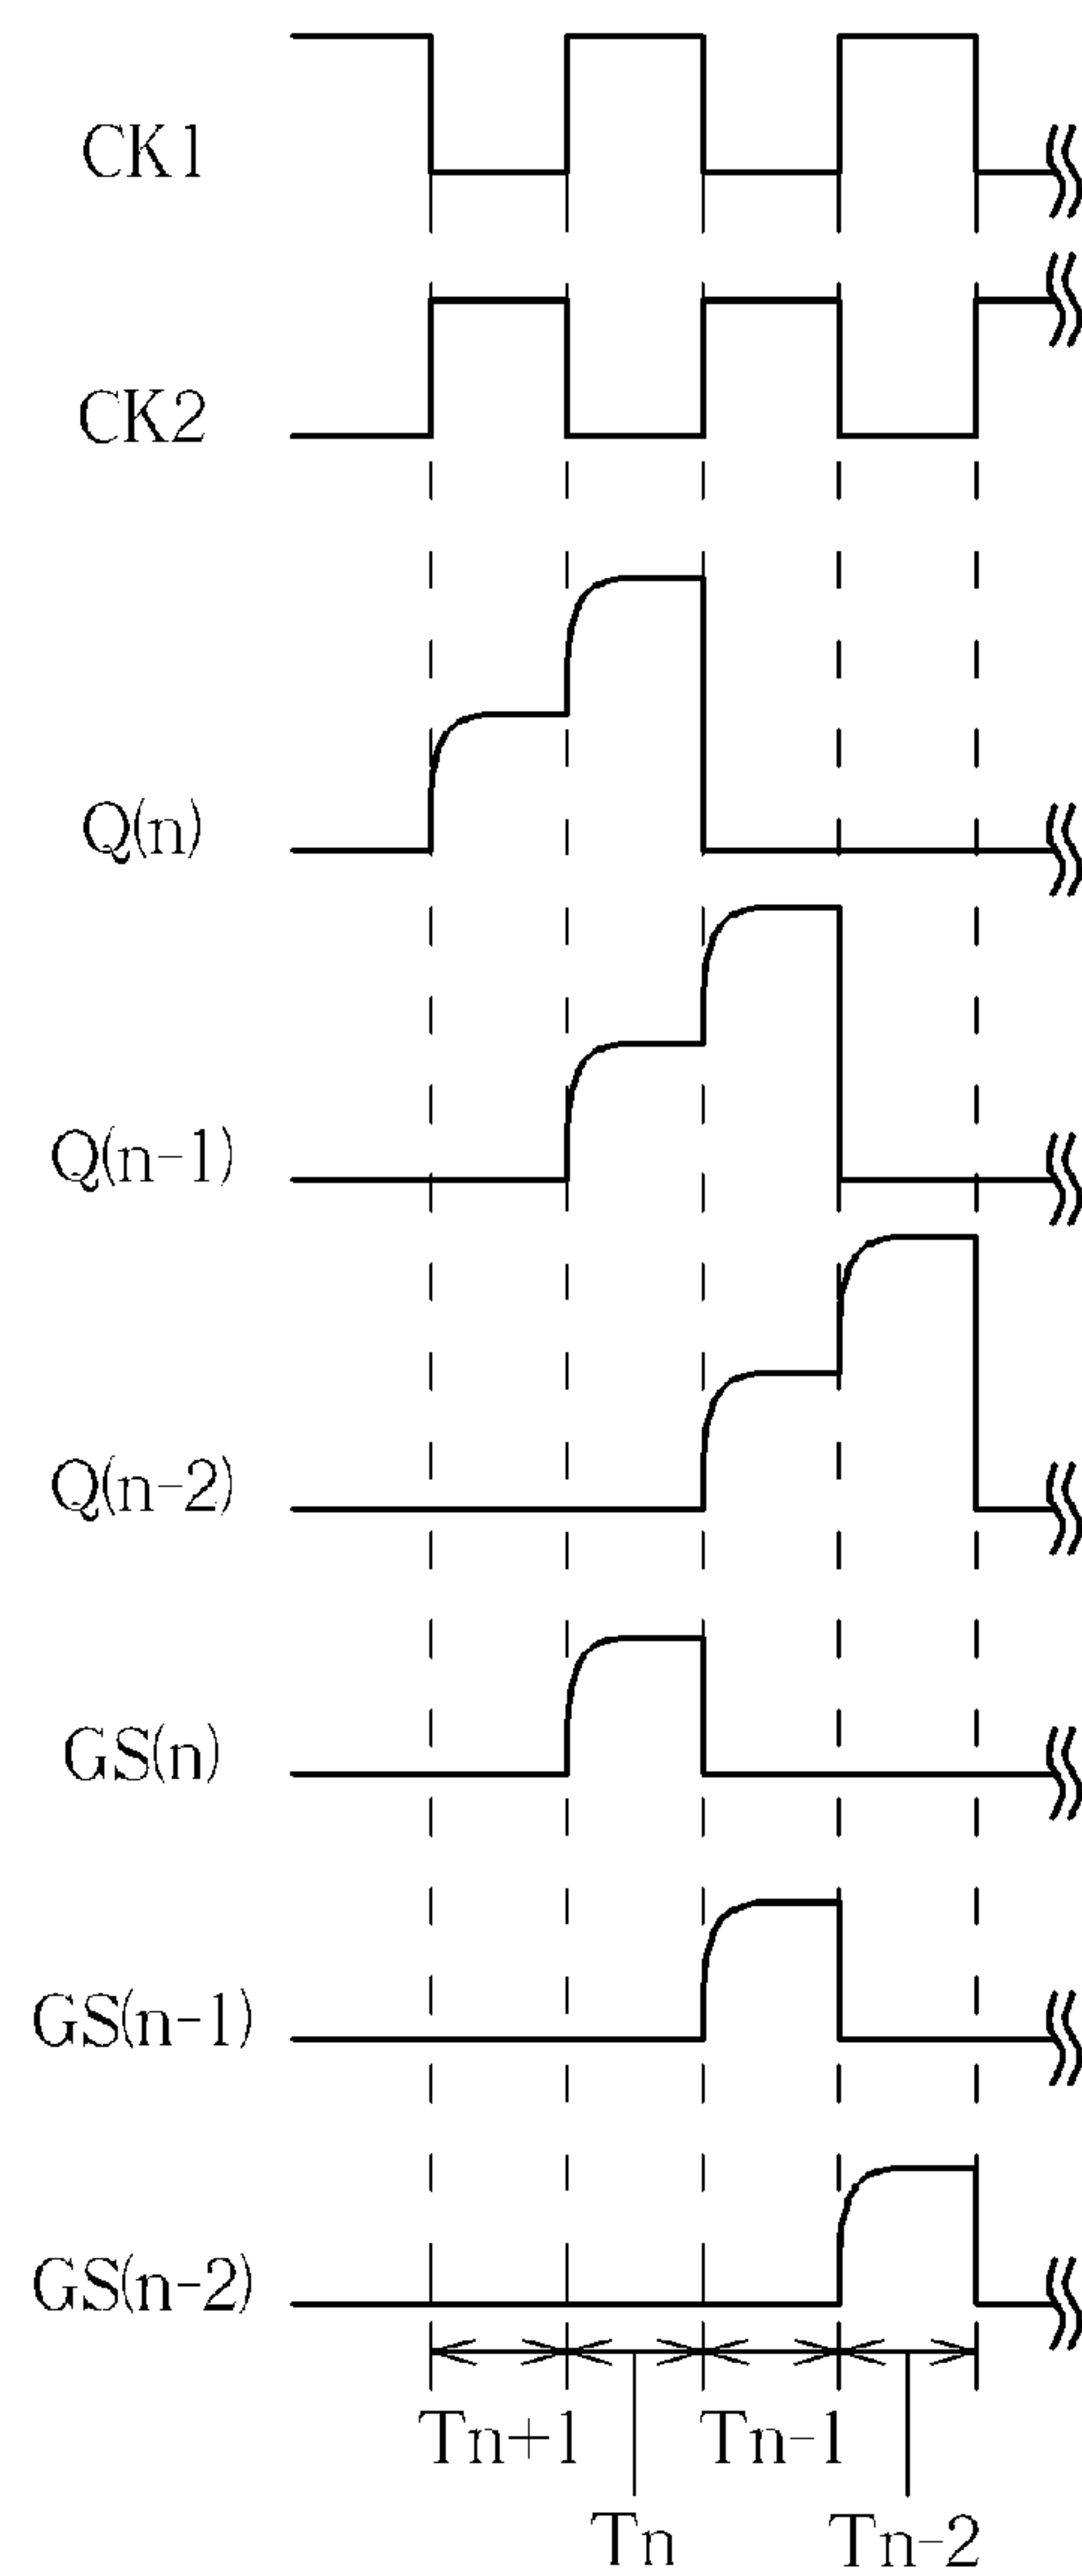 CK1
CK2
Q(n)
Q(n-1)
Q(n-2)
GS(n)
GS(n-1)
GS(n-2)
Tn+1
Tn-1
Tn
Tn-2